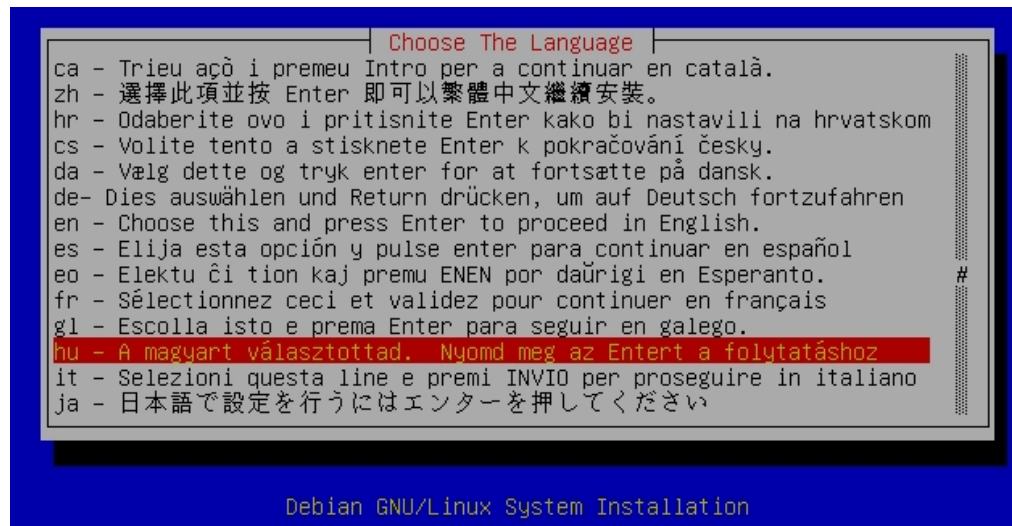 Choose The Language
ca – Trieu açò i premeu Intro per a continuar en català.
zh – 選擇此項並按 Enter 即可以繁體中文繼續安裝。
hr – Odaberite ovo i pritisnite Enter kako bi nastavili na hrvatskom
cs – Volite tento a stisknete Enter k pokračování česky.
da – Vælg dette og tryk enter for at fortsætte på dansk.
de– Dies auswählen und Return drücken, um auf Deutsch fortzufahren
en – Choose this and press Enter to proceed in English.
es – Elija esta opción y pulse enter para continuar en español
eo – Elektu ĉi tion kaj premu ENEN por daŭrigi en Esperanto. #
fr – Sélectionnez ceci et validez pour continuer en français
gl – Escolla isto e prema Enter para seguir en galego.
hu – A magyart választottad.  Nyomd meg az Entert a folytatáshoz
it – Selezioni questa line e premi INVIO per proseguire in italiano
ja – 日本語で設定を行うにはエンターを押してください
Debian GNU/Linux System Installation